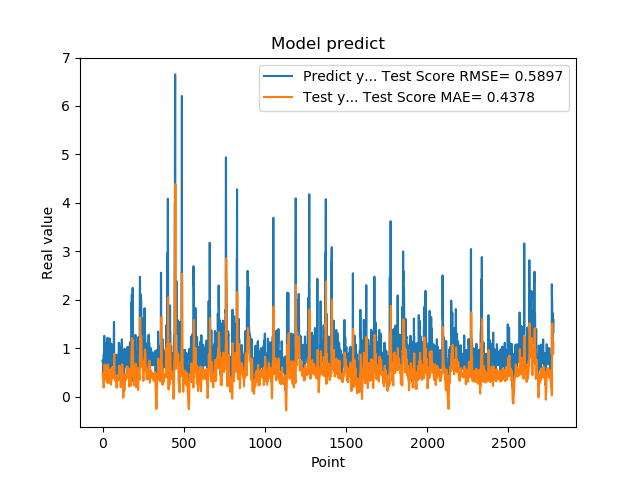 Model predict
Predict y... Test Score RMSE= 0.5897
Test y... Test Score MAE= 0.4378
7
6
5
4
3
2
1
0
Real value
0 500 1000 1500 2000 2500
Point